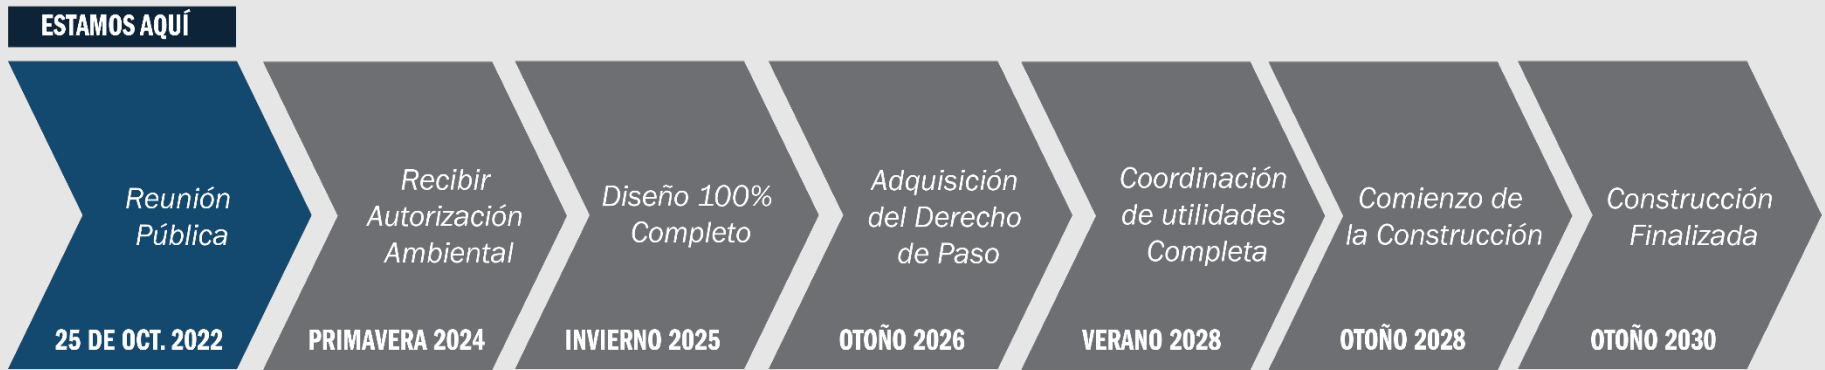 ESTAMOS AQUÍ
Reunión
Pública
25 DE OCT. 2022
Recibir
Autorización
Ambiental
PRIMAVERA 2024
Diseño 100%
Completo
INVIERNO 2025
Adquisición
del Derecho
de Paso
OTOÑO 2026
Coordinación
de utilidades
Completa
VERANO 2028
Comienzo de
la Construcción
OTOÑO 2028
Construcción
Finalizada
OTOÑO 2030